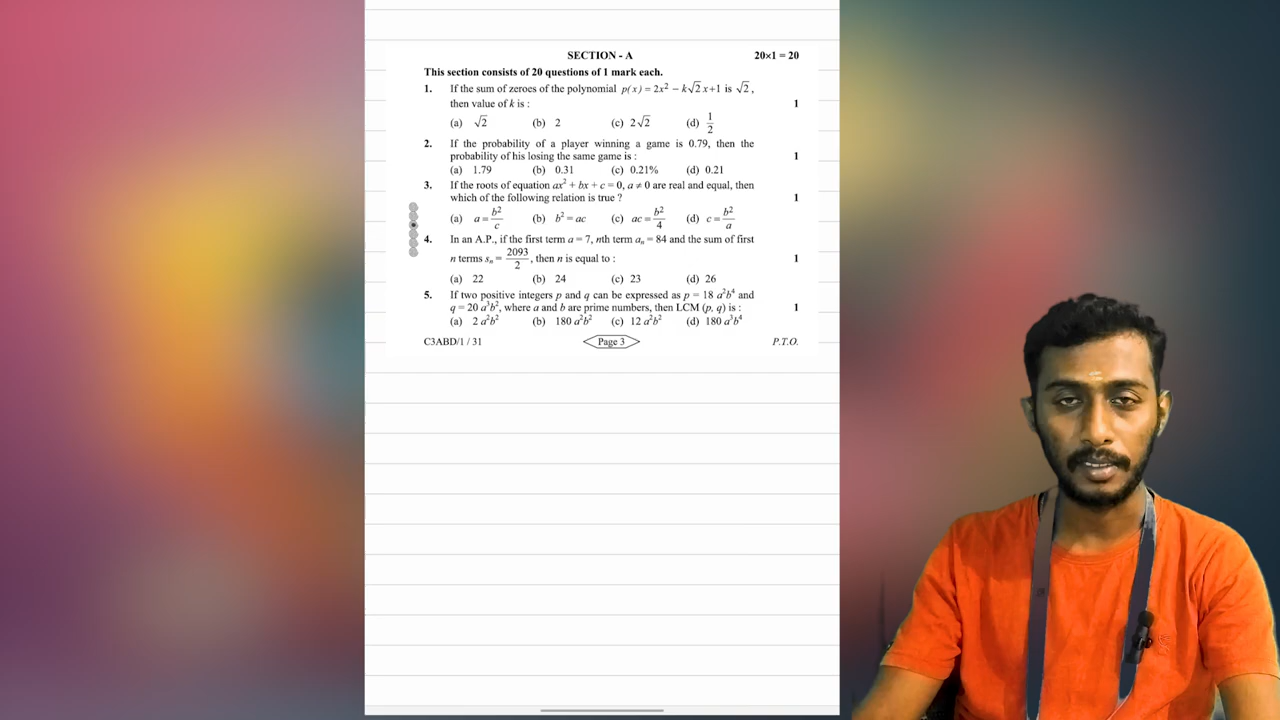 SECTION - A 20×1 = 20
This section consists of 20 questions of 1 mark each.
1. If the sum of zeroes of the polynomial p(x) = 2x² − k√2 x+1 is √2,
then value of k is : 1
(a) √2 (b) 2 (c) 2√2 (d) 1/2
2. If the probability of a player winning a game is 0.79, then the
probability of his losing the same game is : 1
(a) 1.79 (b) 0.31 (c) 0.21% (d) 0.21
3. If the roots of equation ax² + bx + c = 0, a ≠ 0 are real and equal, then
which of the following relation is true ? 1
(a) a = b²/c (b) b² = ac (c) ac = b²/4 (d) c = b²/a
4. In an A.P., if the first term a = 7, nth term aₙ = 84 and the sum of first
n terms sₙ = 2093/2, then n is equal to : 1
(a) 22 (b) 24 (c) 23 (d) 26
5. If two positive integers p and q can be expressed as p = 18 a²b⁴ and
q = 20 a³b², where a and b are prime numbers, then LCM (p, q) is : 1
(a) 2 a²b² (b) 180 a²b² (c) 12 a²b² (d) 180 a³b⁴
C3ABD/1 / 31 Page 3 P.T.O.